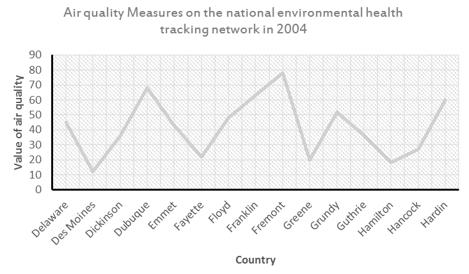 Air quality Measures on the national environmental health
tracking network in 2004
Value of air quality
90
80
70
60
50
40
30
20
10
0
Delaware
Des Moines
Dickinson
Dubuque
Emmet
Fayette
Floyd
Franklin
Fremont
Greene
Grundy
Guthrie
Hamilton
Hancock
Hardin
Country